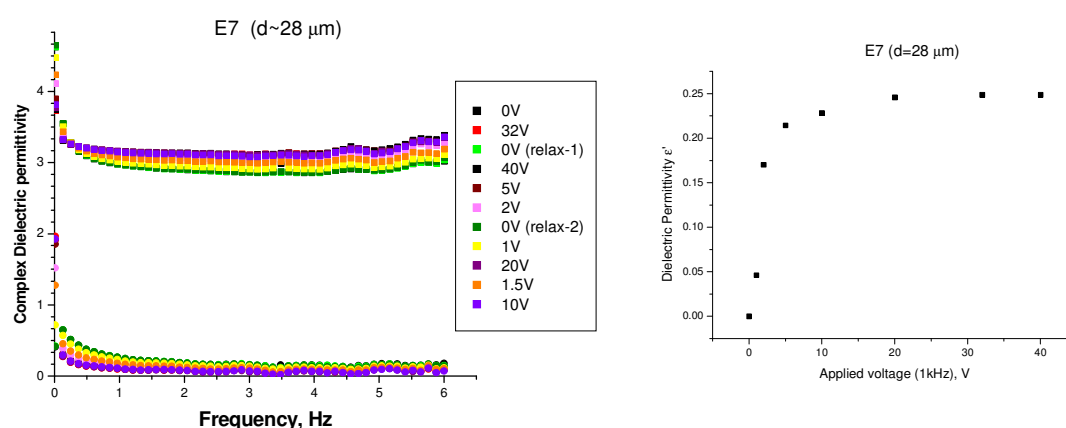 E7 (d~28 μm)
Complex Dielectric permittivity
4
3
2
1
0
0
1
2
3
4
5
6
Frequency, Hz
0V
32V
0V (relax-1)
40V
5V
2V
0V (relax-2)
1V
20V
1.5V
10V
E7 (d=28 μm)
Dielectric Permittivity ε'
0.25
0.20
0.15
0.10
0.05
0.00
0
10
20
30
40
Applied voltage (1kHz), V